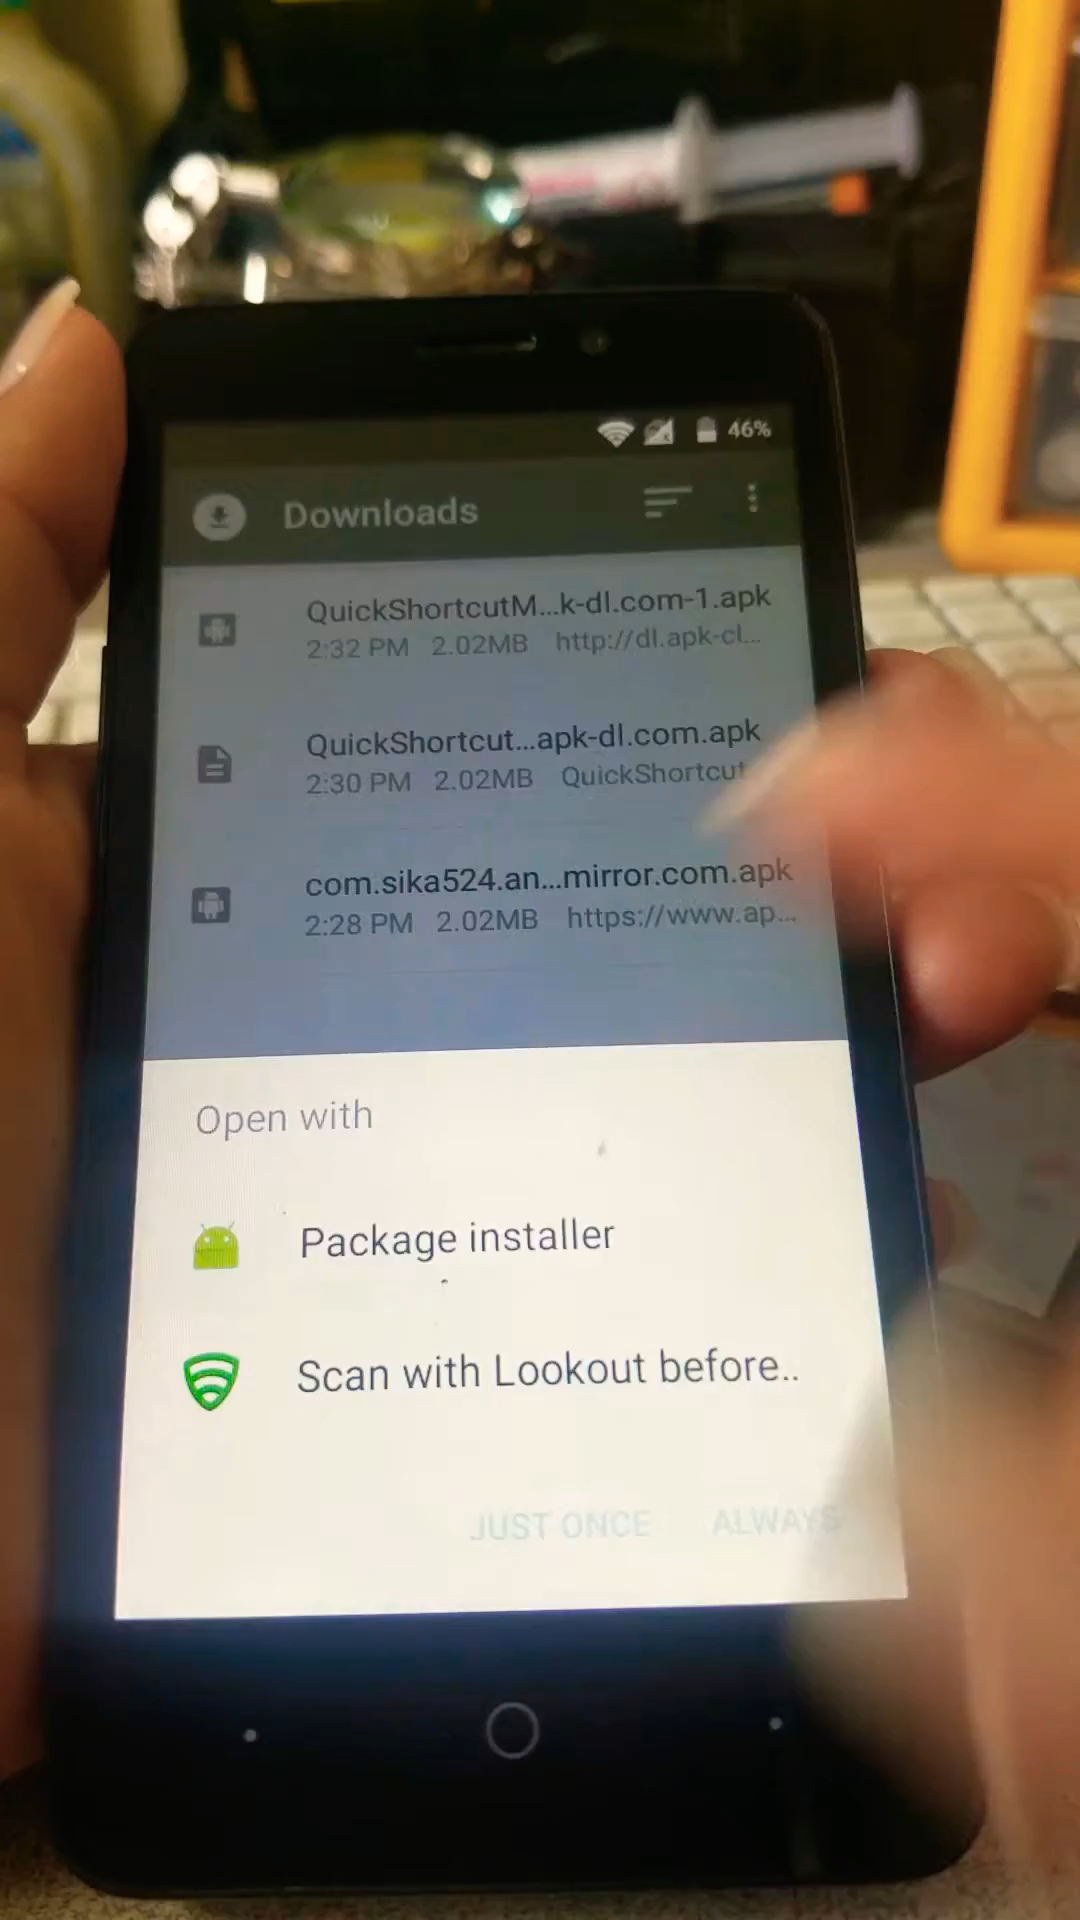 46%
Downloads
QuickShortcutM...k-dl.com-1.apk
2:32 PM 2.02MB http://dl.apk-cl...
QuickShortcut...apk-dl.com.apk
2:30 PM 2.02MB QuickShortcut
com.sika524.an...mirror.com.apk
2:28 PM 2.02MB https://www.ap...
Open with
Package installer
Scan with Lookout before..
JUST ONCE ALWAYS